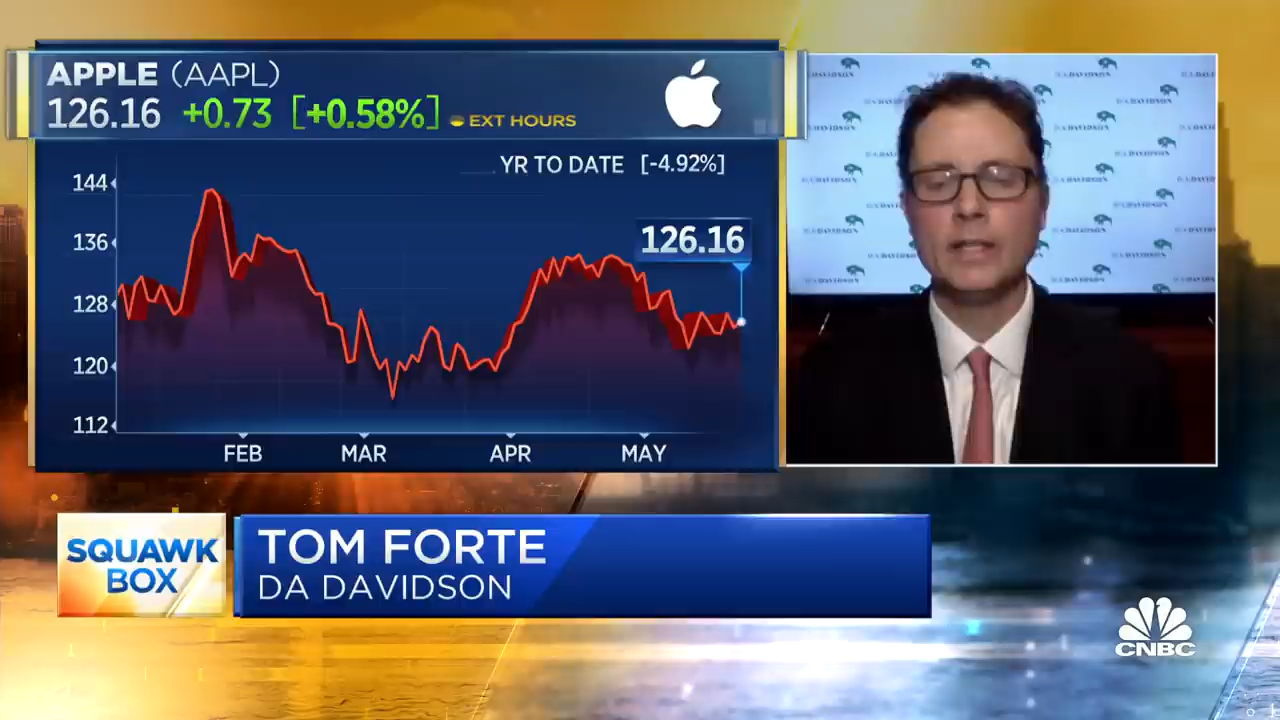 APPLE (AAPL)
126.16 +0.73 [+0.58%] EXT HOURS
YR TO DATE [-4.92%]
144
136
128
120
112
126.16
FEB MAR APR MAY
D.A. DAVIDSON
TOM FORTE
DA DAVIDSON
SQUAWK
BOX
CNBC